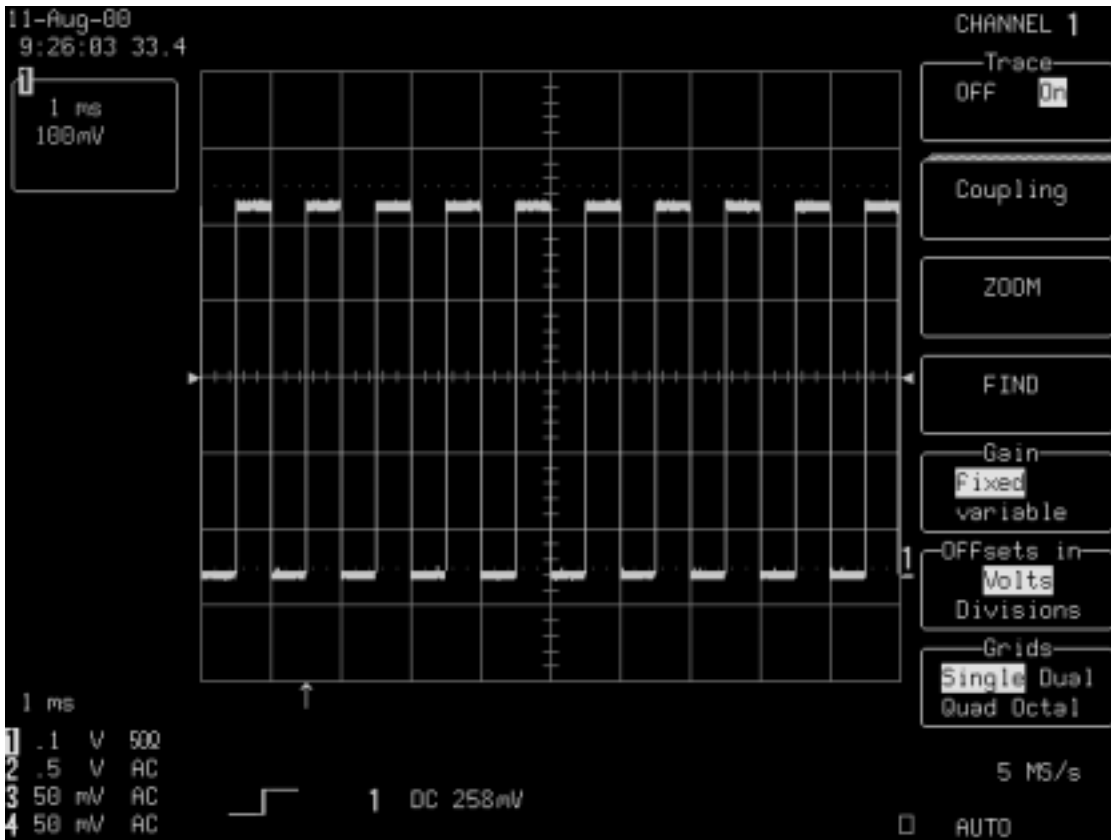 11-Aug-00
9:26:03 33.4
1
1 ms
100mV
CHANNEL 1
Trace
OFF On
Coupling
ZOOM
FIND
Gain
Fixed
variable
OFFsets in
Volts
Divisions
Grids
Single Dual
Quad Octal
1
1 ms
1 .1 V 50Ω
2 .5 V AC
3 50 mV AC
4 50 mV AC
1 DC 258mV
5 MS/s
AUTO